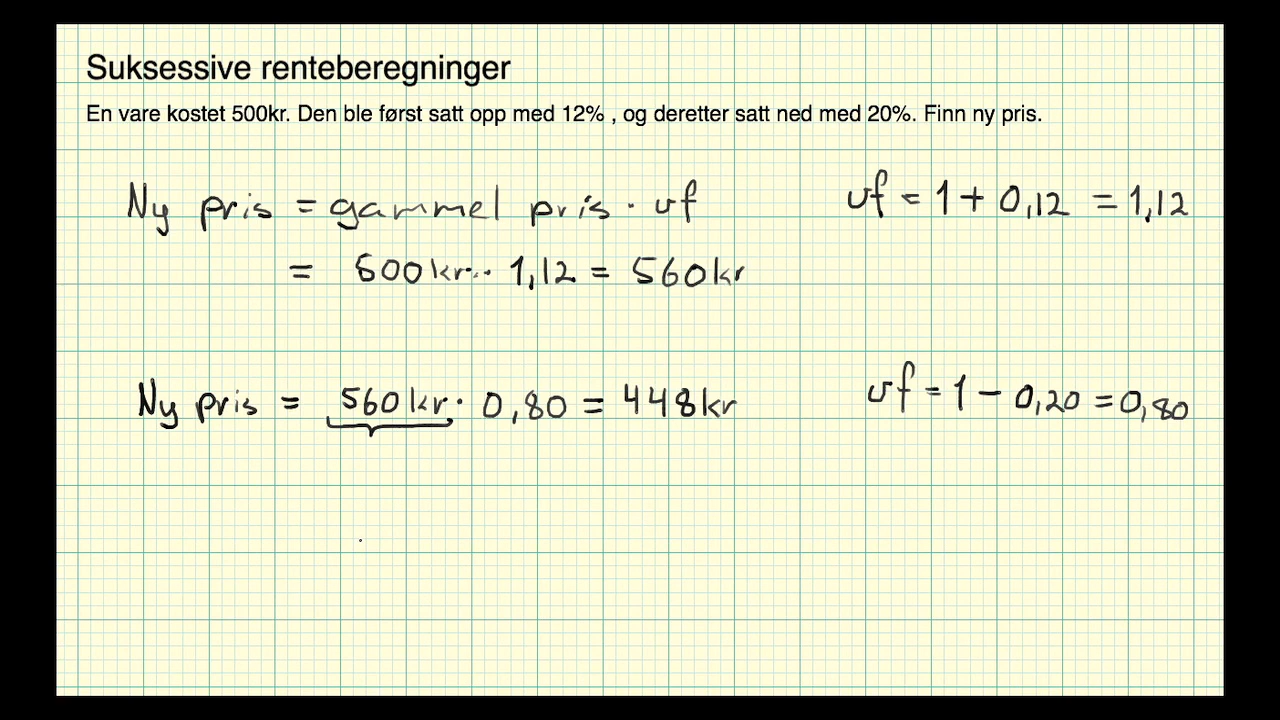 Suksessive renteberegninger
En vare kostet 500kr. Den ble først satt opp med 12% , og deretter satt ned med 20%. Finn ny pris.
Ny pris = gammel pris · vf
vf = 1 + 0,12 = 1,12
= 500kr · 1,12 = 560kr
Ny pris = 560kr · 0,80 = 448kr
vf = 1 - 0,20 = 0,80